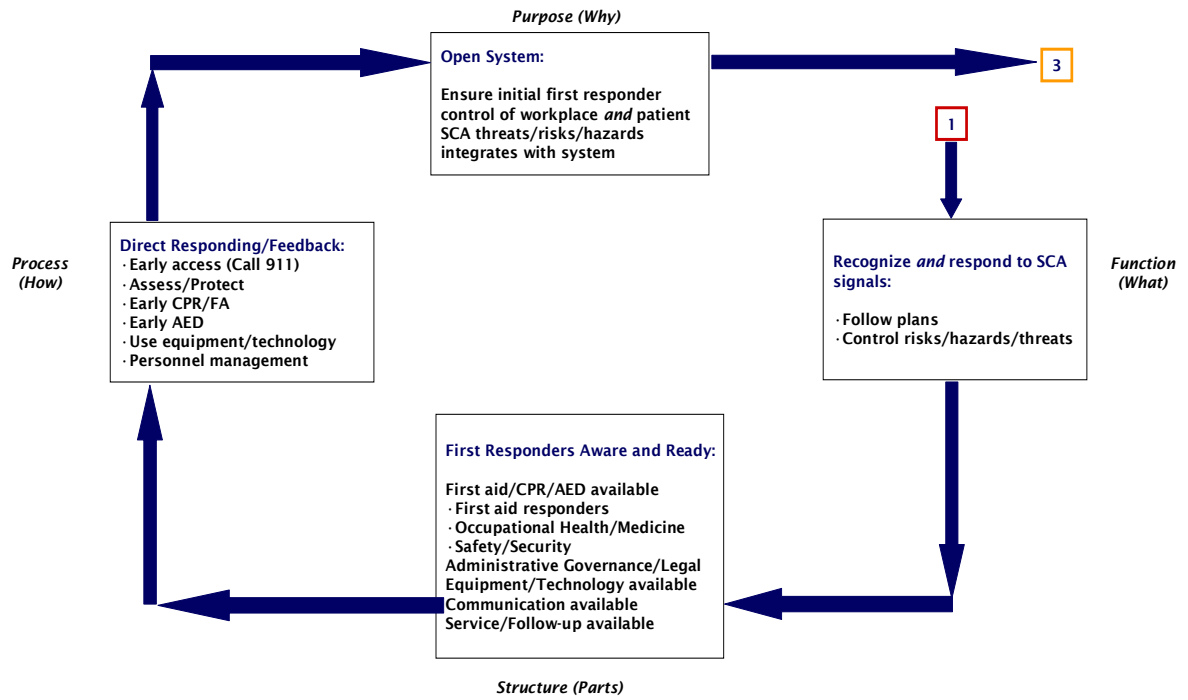 Purpose (Why)
Open System:
Ensure initial first responder
control of workplace and patient
SCA threats/risks/hazards
integrates with system
3
1
Process
(How)
Direct Responding/Feedback:
· Early access (Call 911)
· Assess/Protect
· Early CPR/FA
· Early AED
· Use equipment/technology
· Personnel management
Recognize and respond to SCA
signals:
· Follow plans
· Control risks/hazards/threats
Function
(What)
First Responders Aware and Ready:
First aid/CPR/AED available
· First aid responders
· Occupational Health/Medicine
· Safety/Security
Administrative Governance/Legal
Equipment/Technology available
Communication available
Service/Follow-up available
Structure (Parts)